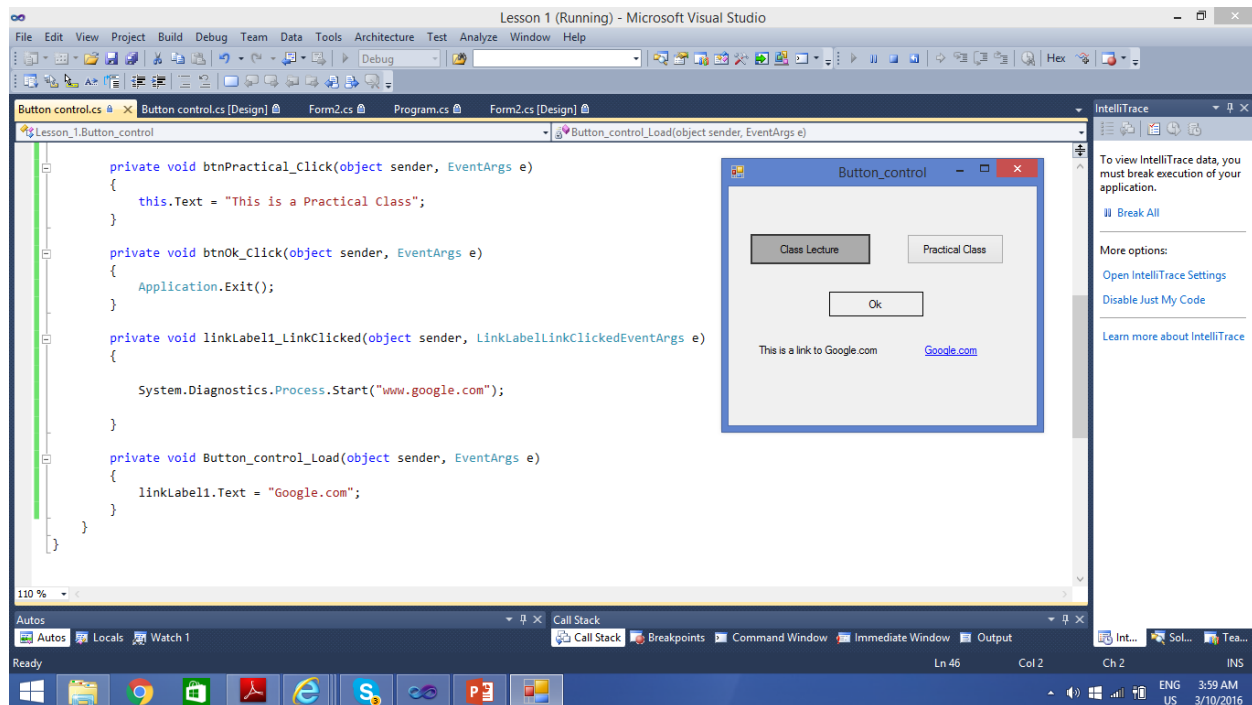 Lesson 1 (Running) - Microsoft Visual Studio
File Edit View Project Build Debug Team Data Tools Architecture Test Analyze Window Help
Debug
Hex
Button control.cs Button control.cs [Design] Form2.cs Program.cs Form2.cs [Design]
Lesson_1.Button_control
Button_control_Load(object sender, EventArgs e)
private void btnPractical_Click(object sender, EventArgs e)
{
this.Text = "This is a Practical Class";
}
private void btnOk_Click(object sender, EventArgs e)
{
Application.Exit();
}
private void linkLabel1_LinkClicked(object sender, LinkLabelLinkClickedEventArgs e)
{
System.Diagnostics.Process.Start("www.google.com");
}
private void Button_control_Load(object sender, EventArgs e)
{
linkLabel1.Text = "Google.com";
}
}
}
Button_control
Class Lecture
Practical Class
Ok
This is a link to Google.com
Google.com
IntelliTrace
To view IntelliTrace data, you
must break execution of your
application.
Break All
More options:
Open IntelliTrace Settings
Disable Just My Code
Learn more about IntelliTrace
110 %
Autos
Autos Locals Watch 1
Call Stack
Call Stack Breakpoints Command Window Immediate Window Output
Int... Sol... Tea...
Ready
Ln 46 Col 2 Ch 2 INS
ENG
US
3:59 AM
3/10/2016